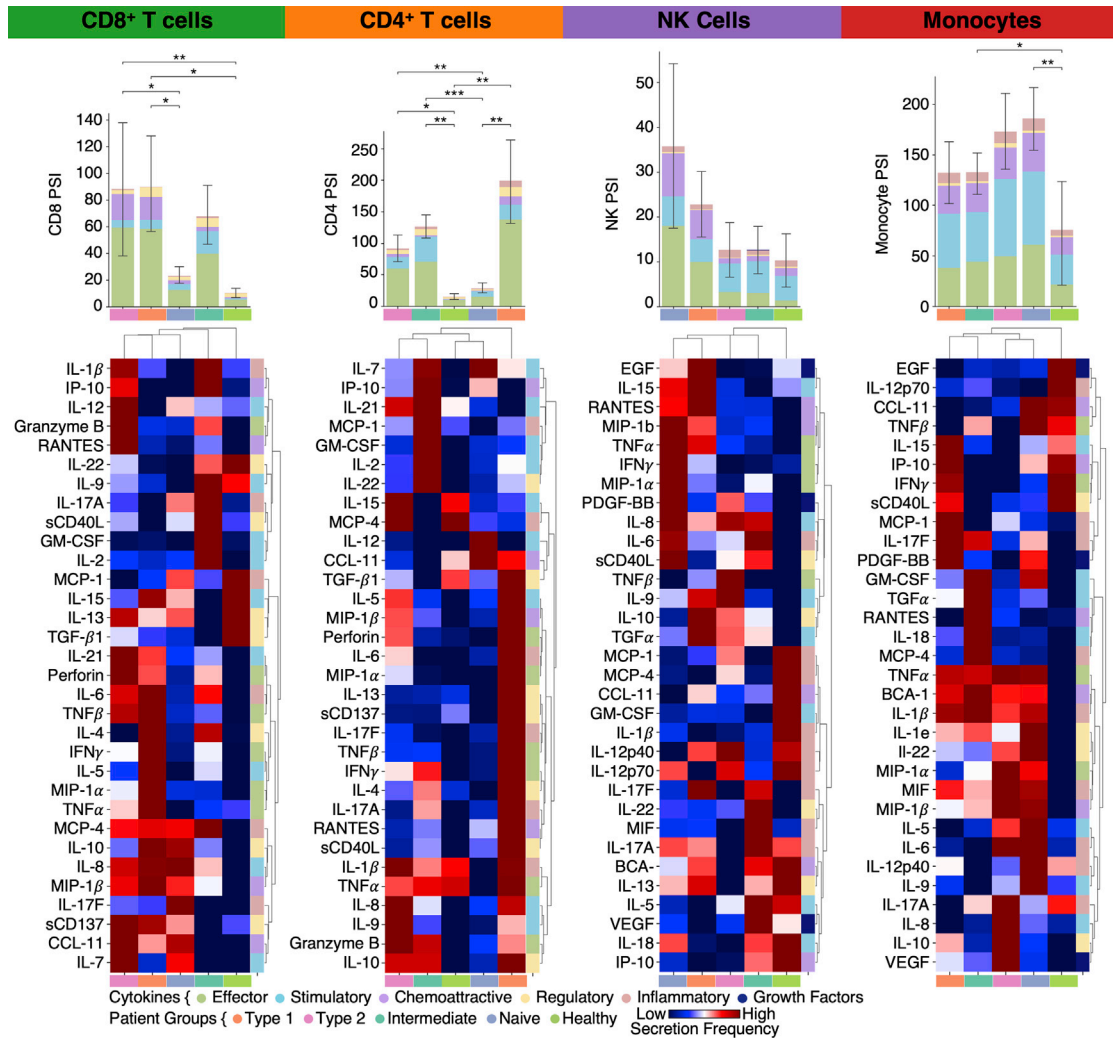 CD8+ T cells
CD4+ T cells
NK Cells
Monocytes
**
*
*
*
CD8 PSI
140
120
100
80
60
40
20
0
**
**
***
*
**
**
CD4 PSI
250
200
150
100
50
0
NK PSI
50
40
30
20
10
0
*
**
Monocyte PSI
200
150
100
50
0
IL-1β
IP-10
IL-12
Granzyme B
RANTES
IL-22
IL-9
IL-17A
sCD40L
GM-CSF
IL-2
MCP-1
IL-15
IL-13
TGF-β1
IL-21
Perforin
IL-6
TNFβ
IL-4
IFNγ
IL-5
MIP-1α
TNFα
MCP-4
IL-10
IL-8
MIP-1β
IL-17F
sCD137
CCL-11
IL-7
IL-7
IP-10
IL-21
MCP-1
GM-CSF
IL-2
IL-22
IL-15
MCP-4
IL-12
CCL-11
TGF-β1
IL-5
MIP-1β
Perforin
IL-6
MIP-1α
IL-13
sCD137
IL-17F
TNFβ
IFNγ
IL-4
IL-17A
RANTES
sCD40L
IL-1β
TNFα
IL-8
IL-9
Granzyme B
IL-10
EGF
IL-15
RANTES
MIP-1b
TNFα
IFNγ
MIP-1α
PDGF-BB
IL-8
IL-6
sCD40L
TNFβ
IL-9
IL-10
TGFα
MCP-1
MCP-4
CCL-11
GM-CSF
IL-1β
IL-12p40
IL-12p70
IL-17F
IL-22
MIF
IL-17A
BCA-
IL-13
IL-5
VEGF
IL-18
IP-10
EGF
IL-12p70
CCL-11
TNFβ
IL-15
IP-10
IFNγ
sCD40L
MCP-1
IL-17F
PDGF-BB
GM-CSF
TGFα
RANTES
IL-18
MCP-4
TNFα
BCA-1
IL-1β
IL-1e
Il-22
MIP-1α
MIF
MIP-1β
IL-5
IL-6
IL-12p40
IL-9
IL-17A
IL-8
IL-10
VEGF
Cytokines { Effector Stimulatory Chemoattractive Regulatory Inflammatory Growth Factors
Patient Groups { Type 1 Type 2 Intermediate Naive Healthy Low High
Secretion Frequency